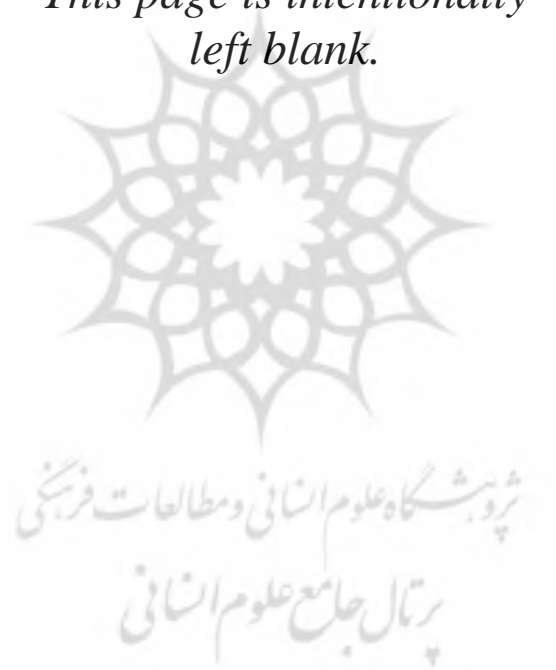 This page is intentionally
left blank.
پژوهشگاه علوم انسانی و مطالعات فرهنگی
پرتال جامع علوم انسانی